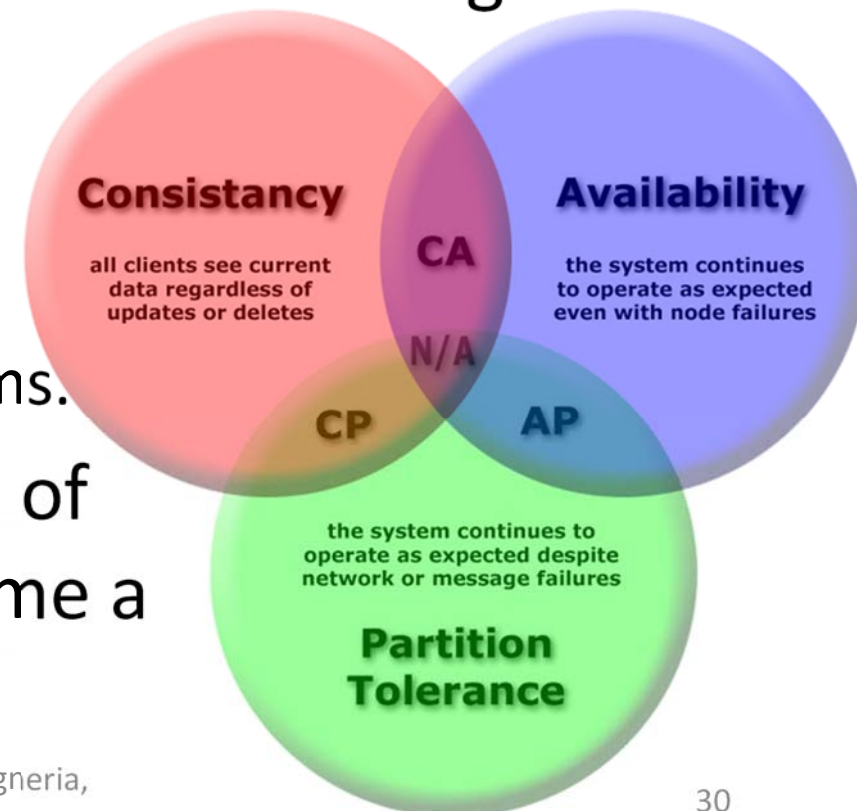 g
Consistancy
all clients see current
data regardless of
updates or deletes
Availability
the system continues
to operate as expected
even with node failures
CA
N/A
CP
AP
the system continues to
operate as expected despite
network or message failures
Partition
Tolerance
ms.
of
me a
gneria,
30